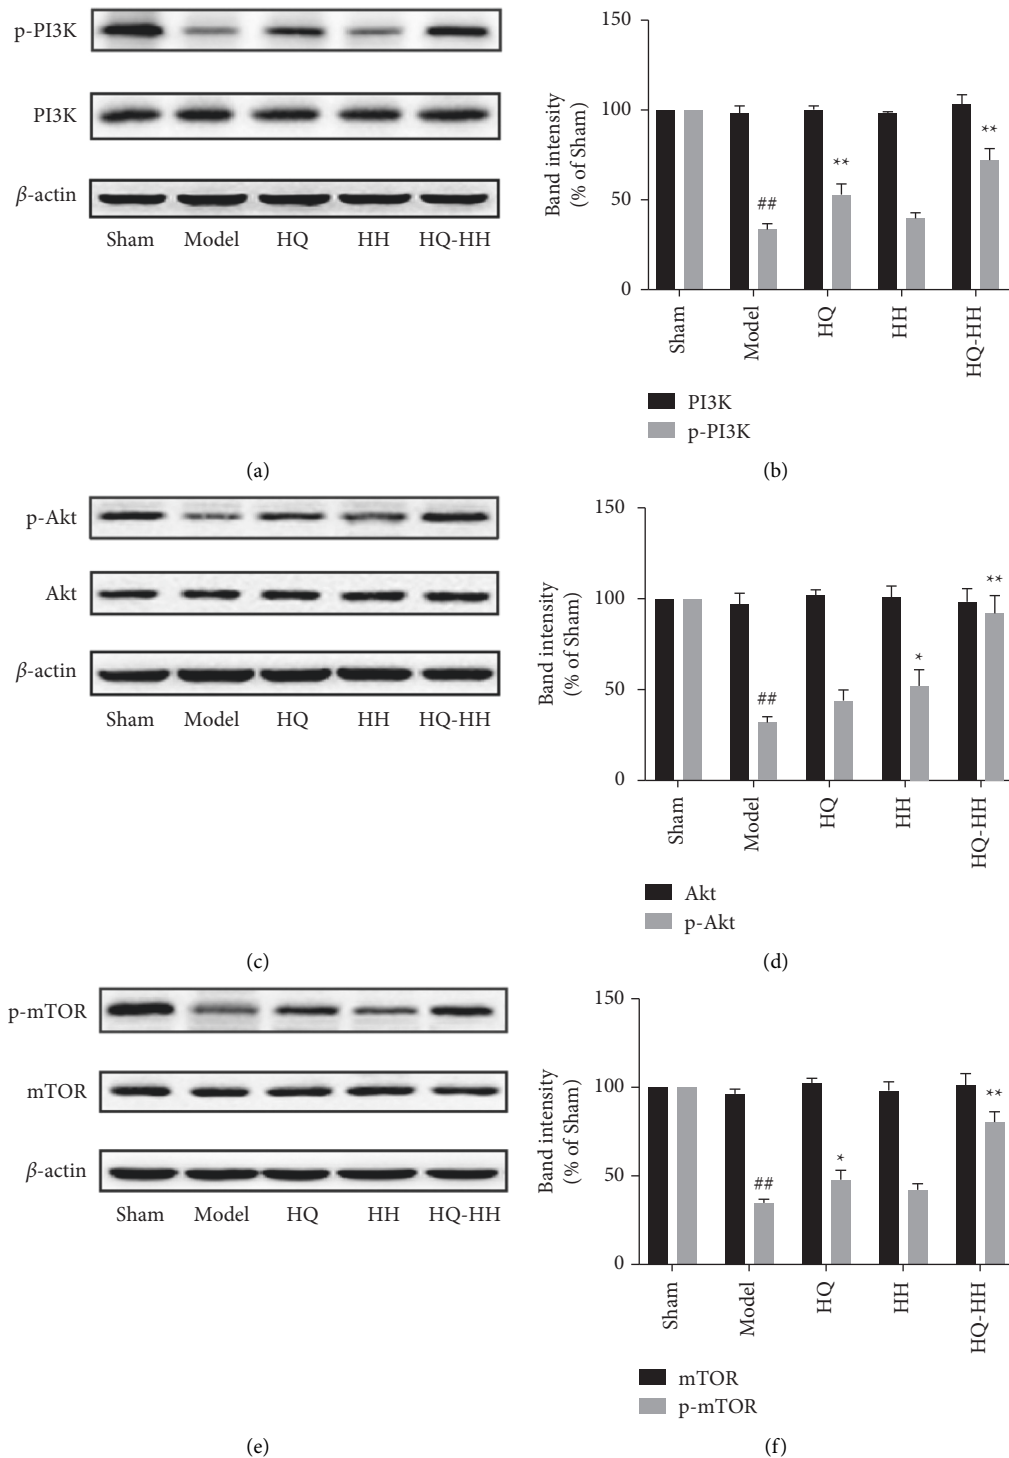 p-PI3K
PI3K
β-actin
Sham Model HQ HH HQ-HH
(a)
150
100
50
0
Band intensity
(% of Sham)
**
##
**
Sham
Model
HQ
HH
HQ-HH
PI3K
p-PI3K
(b)
p-Akt
Akt
β-actin
Sham Model HQ HH HQ-HH
(c)
150
100
50
0
Band intensity
(% of Sham)
##
*
**
Sham
Model
HQ
HH
HQ-HH
Akt
p-Akt
(d)
p-mTOR
mTOR
β-actin
Sham Model HQ HH HQ-HH
(e)
150
100
50
0
Band intensity
(% of Sham)
##
*
**
Sham
Model
HQ
HH
HQ-HH
mTOR
p-mTOR
(f)